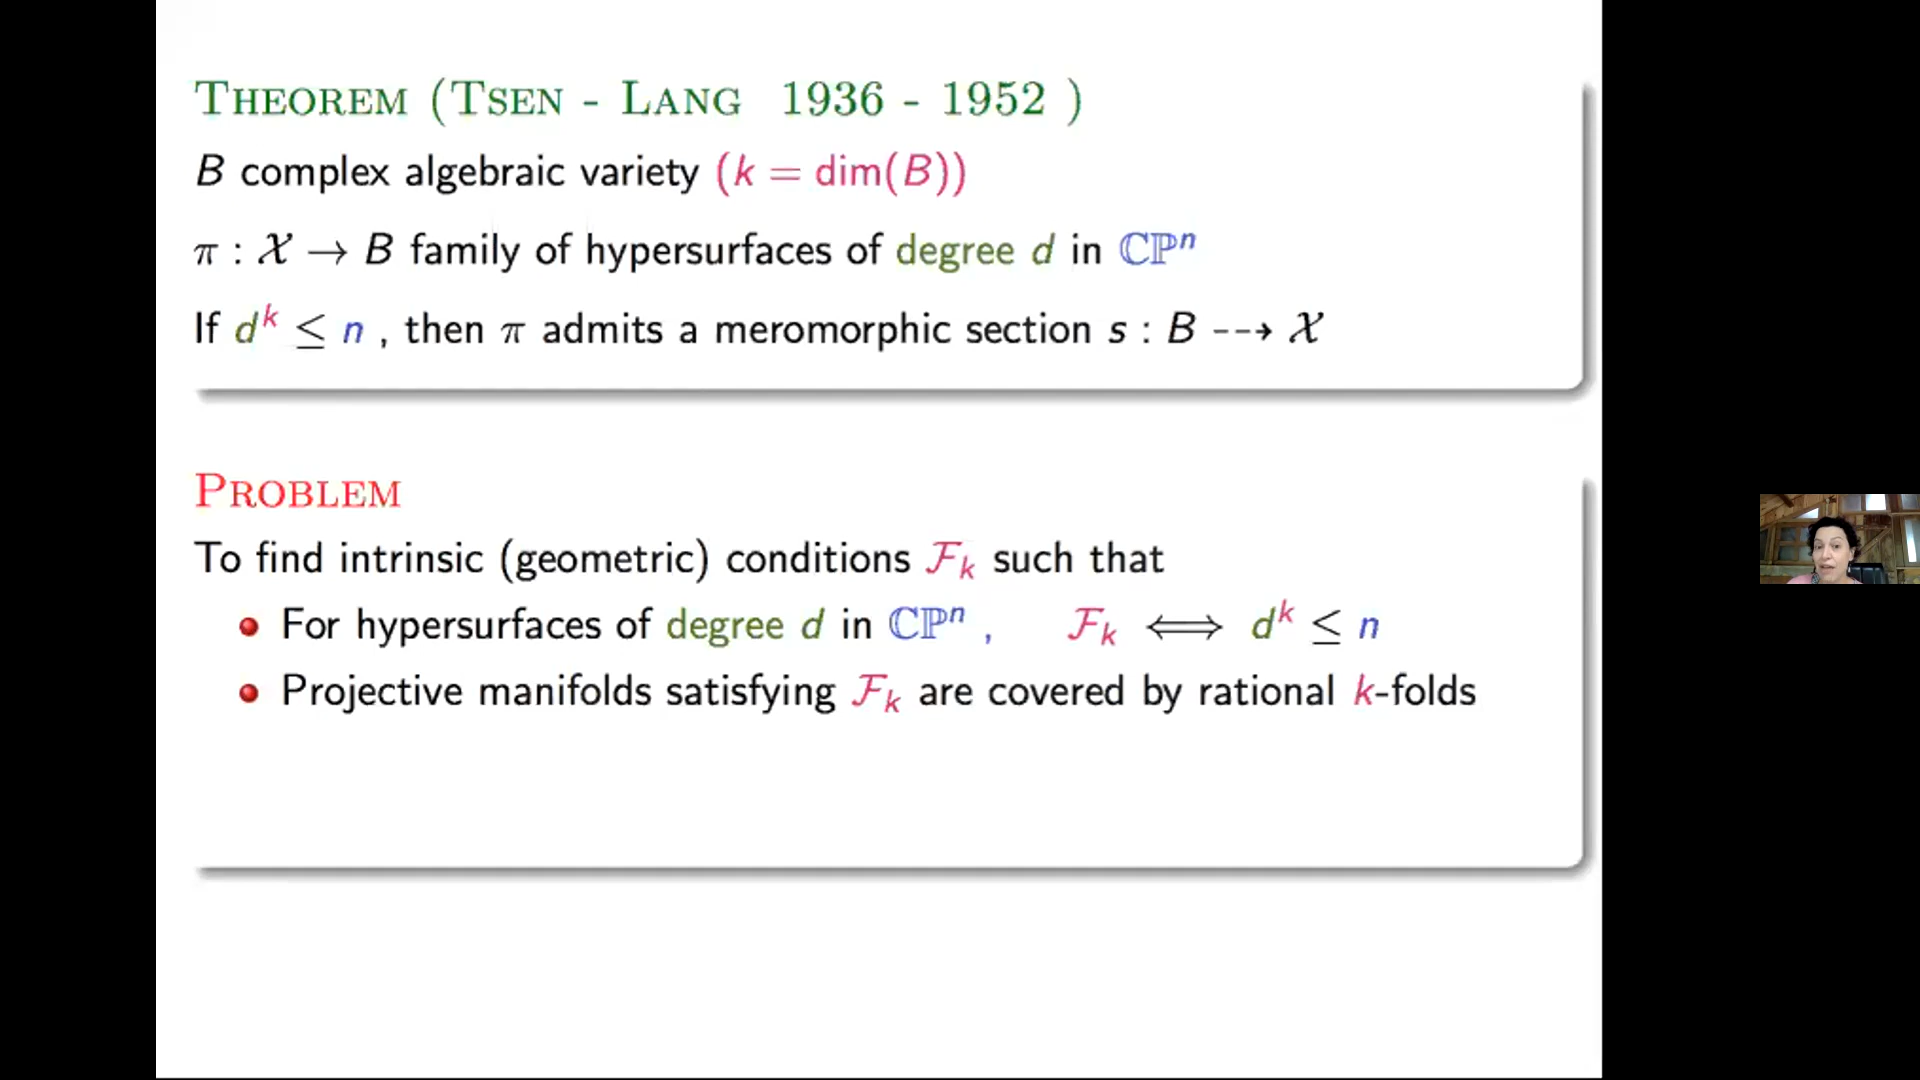 THEOREM (TSEN - LANG 1936 - 1952 )
B complex algebraic variety (k = dim(B))
π : 𝒳 → B family of hypersurfaces of degree d in ℂℙⁿ
If dᵏ ≤ n , then π admits a meromorphic section s : B ⇢ 𝒳
PROBLEM
To find intrinsic (geometric) conditions ℱₖ such that
• For hypersurfaces of degree d in ℂℙⁿ , ℱₖ ⟺ dᵏ ≤ n
• Projective manifolds satisfying ℱₖ are covered by rational k-folds